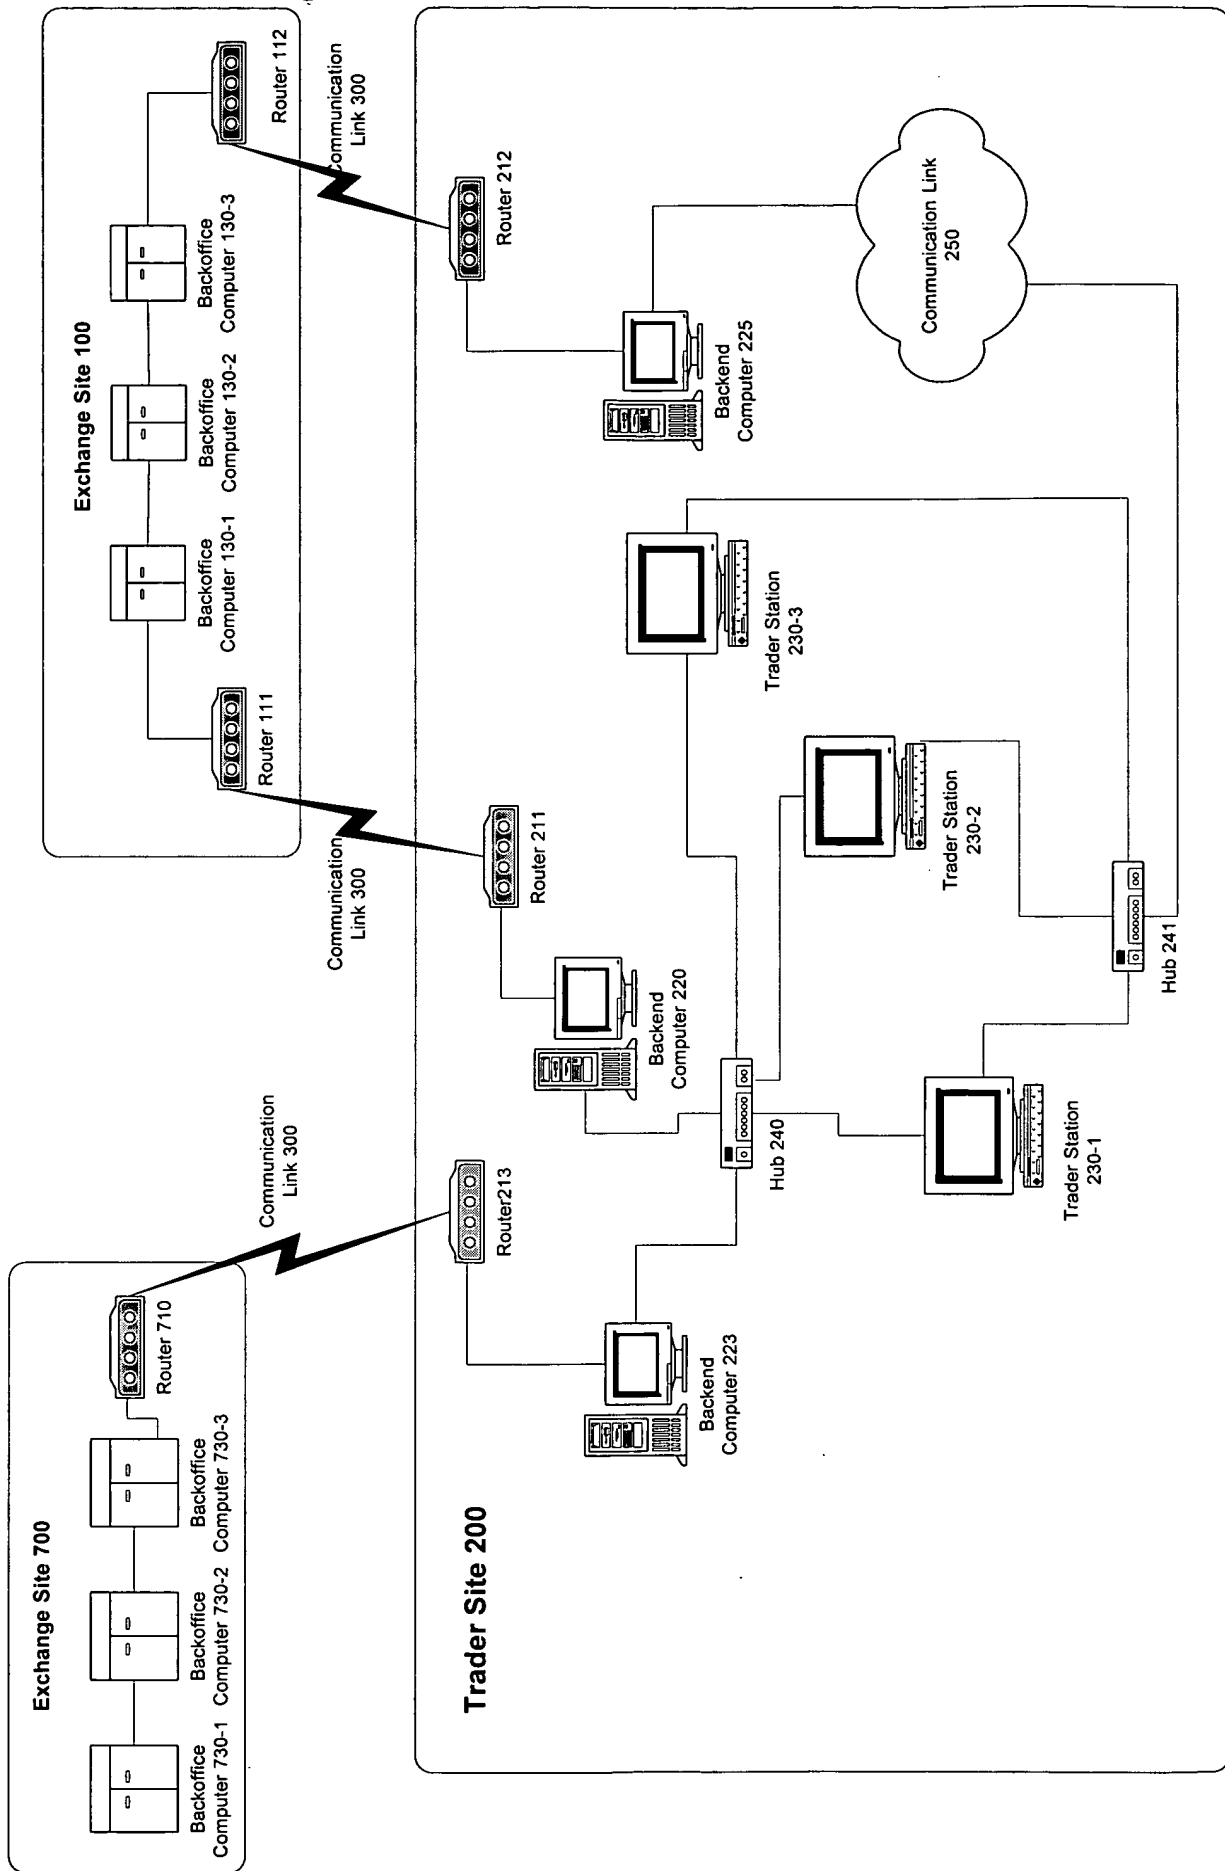 Exchange Site 700
Backoffice
Computer 730-1
Backoffice
Computer 730-2
Backoffice
Computer 730-3
Router 710
Communication
Link 300
Exchange Site 100
Router 111
Backoffice
Computer 130-1
Backoffice
Computer 130-2
Backoffice
Computer 130-3
Router 112
Communication
Link 300
Communication
Link 300
Trader Site 200
Router213
Router 211
Router 212
Backend
Computer 223
Backend
Computer 220
Backend
Computer 225
Hub 240
Trader Station
230-3
Trader Station
230-2
Trader Station
230-1
Communication Link
250
Hub 241